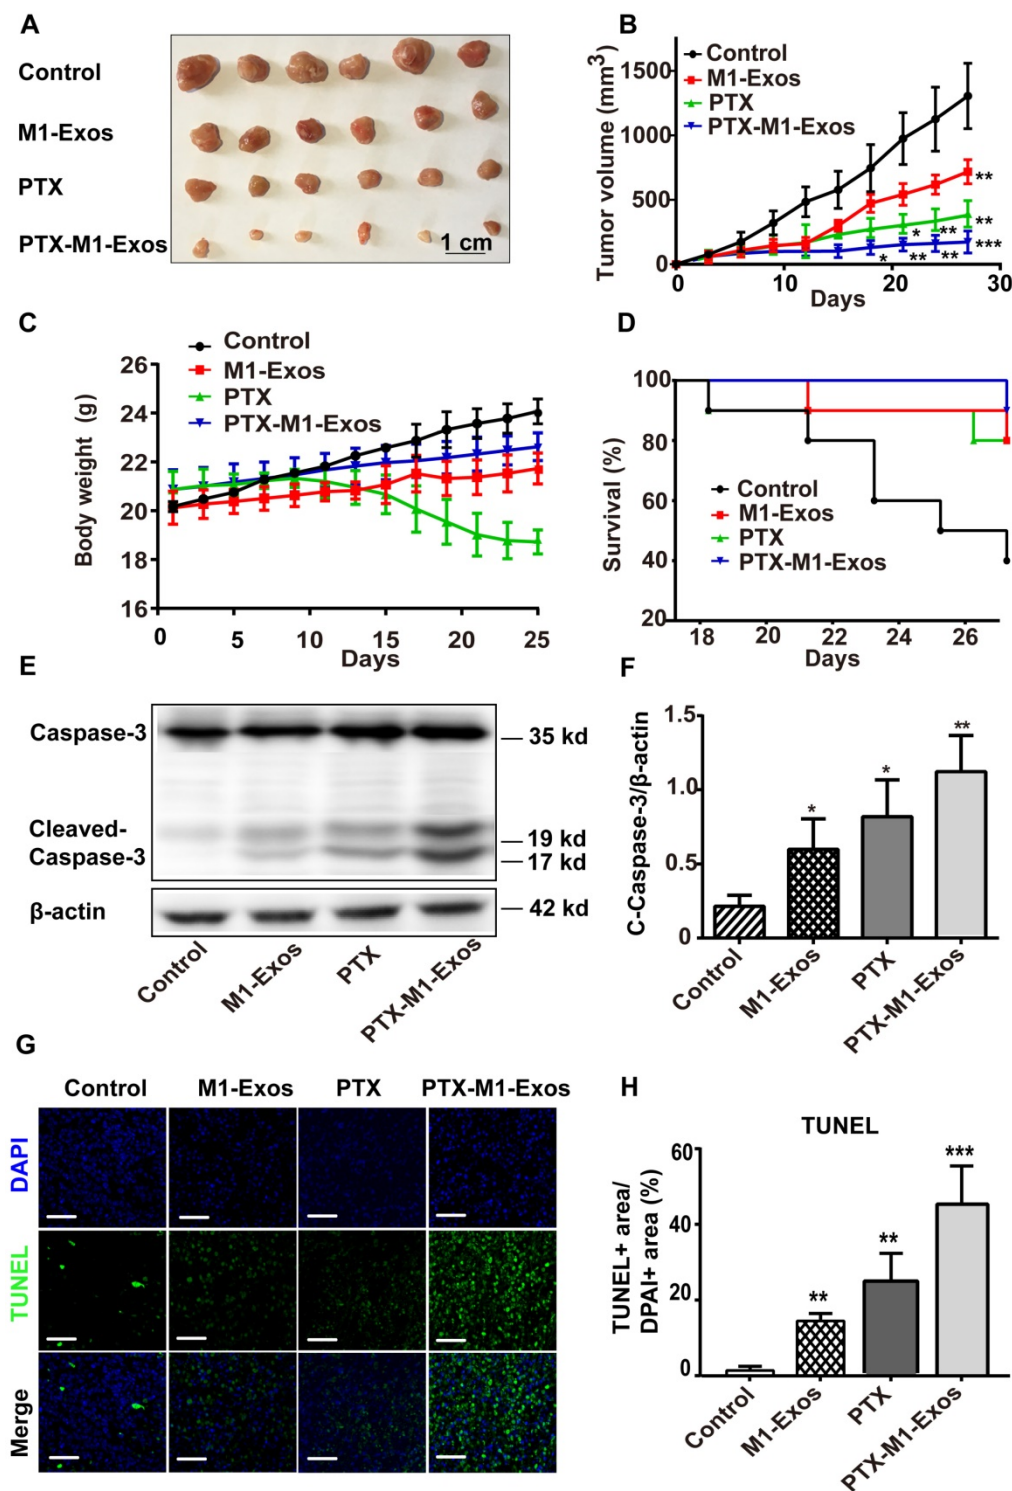 A
Control
M1-Exos
PTX
PTX-M1-Exos
1 cm
B
Control
M1-Exos
PTX
PTX-M1-Exos
Tumor volume (mm3)
1500
1000
500
0
**
**
***
* **
* ** **
0 10 20 30
Days
C
Control
M1-Exos
PTX
PTX-M1-Exos
Body weight (g)
26
24
22
20
18
16
0 5 10 15 20 25
Days
D
Survival (%)
100
80
60
40
20
Control
M1-Exos
PTX
PTX-M1-Exos
18 20 22 24 26
Days
E
Caspase-3
35 kd
Cleaved-
Caspase-3
19 kd
17 kd
β-actin
42 kd
Control
M1-Exos
PTX
PTX-M1-Exos
F
C-Caspase-3/β-actin
1.5
1.0
0.5
0
*
*
**
Control
M1-Exos
PTX
PTX-M1-Exos
G
Control M1-Exos PTX PTX-M1-Exos
DAPI
TUNEL
Merge
H
TUNEL
TUNEL+ area/
DPAI+ area (%)
60
40
20
0
**
**
***
Control
M1-Exos
PTX
PTX-M1-Exos